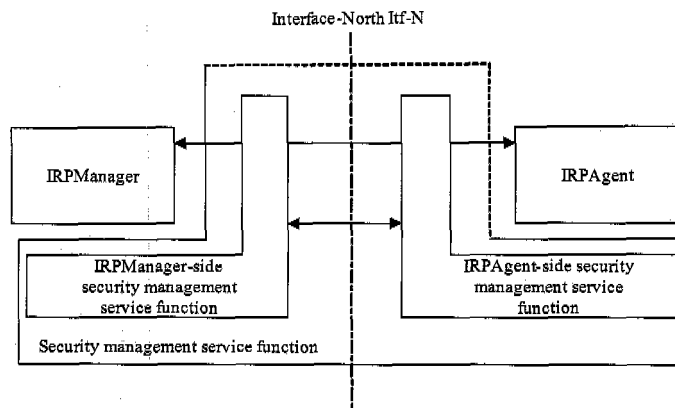 Interface-North Itf-N
IRPManager
IRPAgent
IRPManager-side
security management
service function
IRPAgent-side security
management service
function
Security management service function